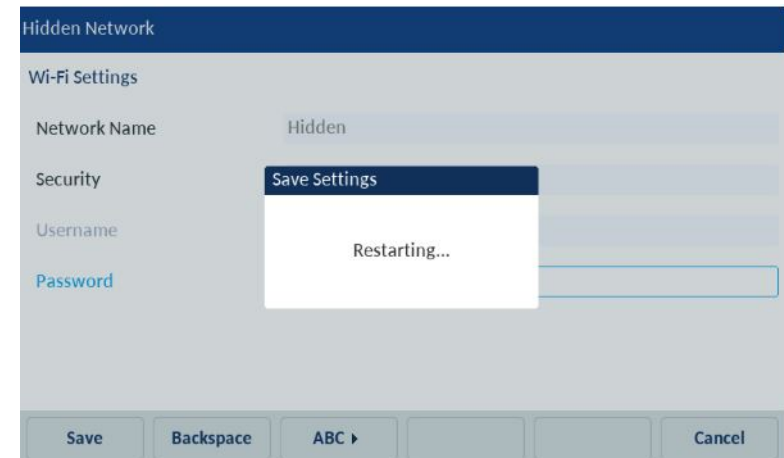 Hidden Network
Wi-Fi Settings
Network Name Hidden
Security
Save Settings
Username
Restarting...
Password
Save Backspace ABC ▸ Cancel